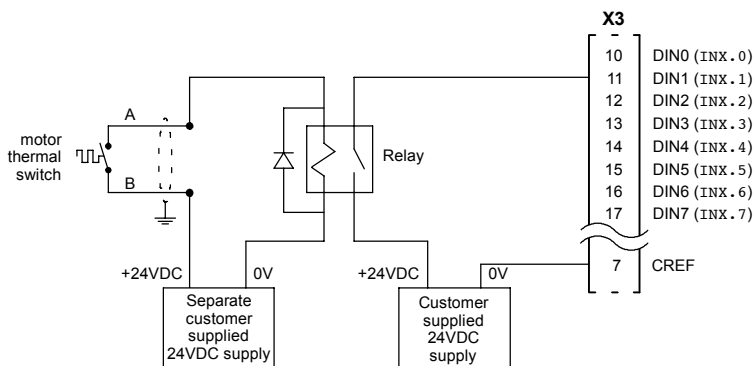 X3
10 DIN0 (INX.0)
11 DIN1 (INX.1)
12 DIN2 (INX.2)
13 DIN3 (INX.3)
14 DIN4 (INX.4)
15 DIN5 (INX.5)
16 DIN6 (INX.6)
17 DIN7 (INX.7)
7 CREF
A
motor
thermal
switch
B
Relay
+24VDC 0V
Separate
customer
supplied
24VDC supply
+24VDC 0V
Customer
supplied
24VDC
supply